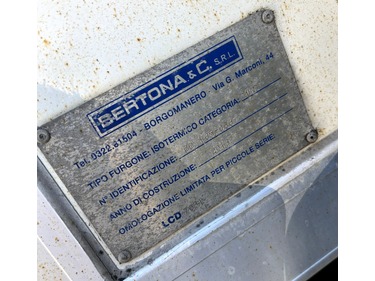 BERTONA & C. S.R.L.
Tel. 0322 81504 - BORGOMANERO - Via G. Marconi, 44
TIPO FURGONE: ISOTERMICO CATEGORIA:
N° IDENTIFICAZIONE:
ANNO DI COSTRUZIONE:
OMOLOGAZIONE LIMITATA PER PICCOLE SERIE:
LCD